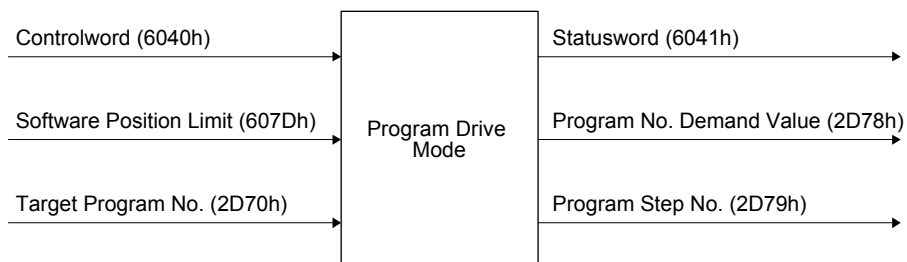 Controlword (6040h)
Software Position Limit (607Dh)
Target Program No. (2D70h)
Program Drive
Mode
Statusword (6041h)
Program No. Demand Value (2D78h)
Program Step No. (2D79h)